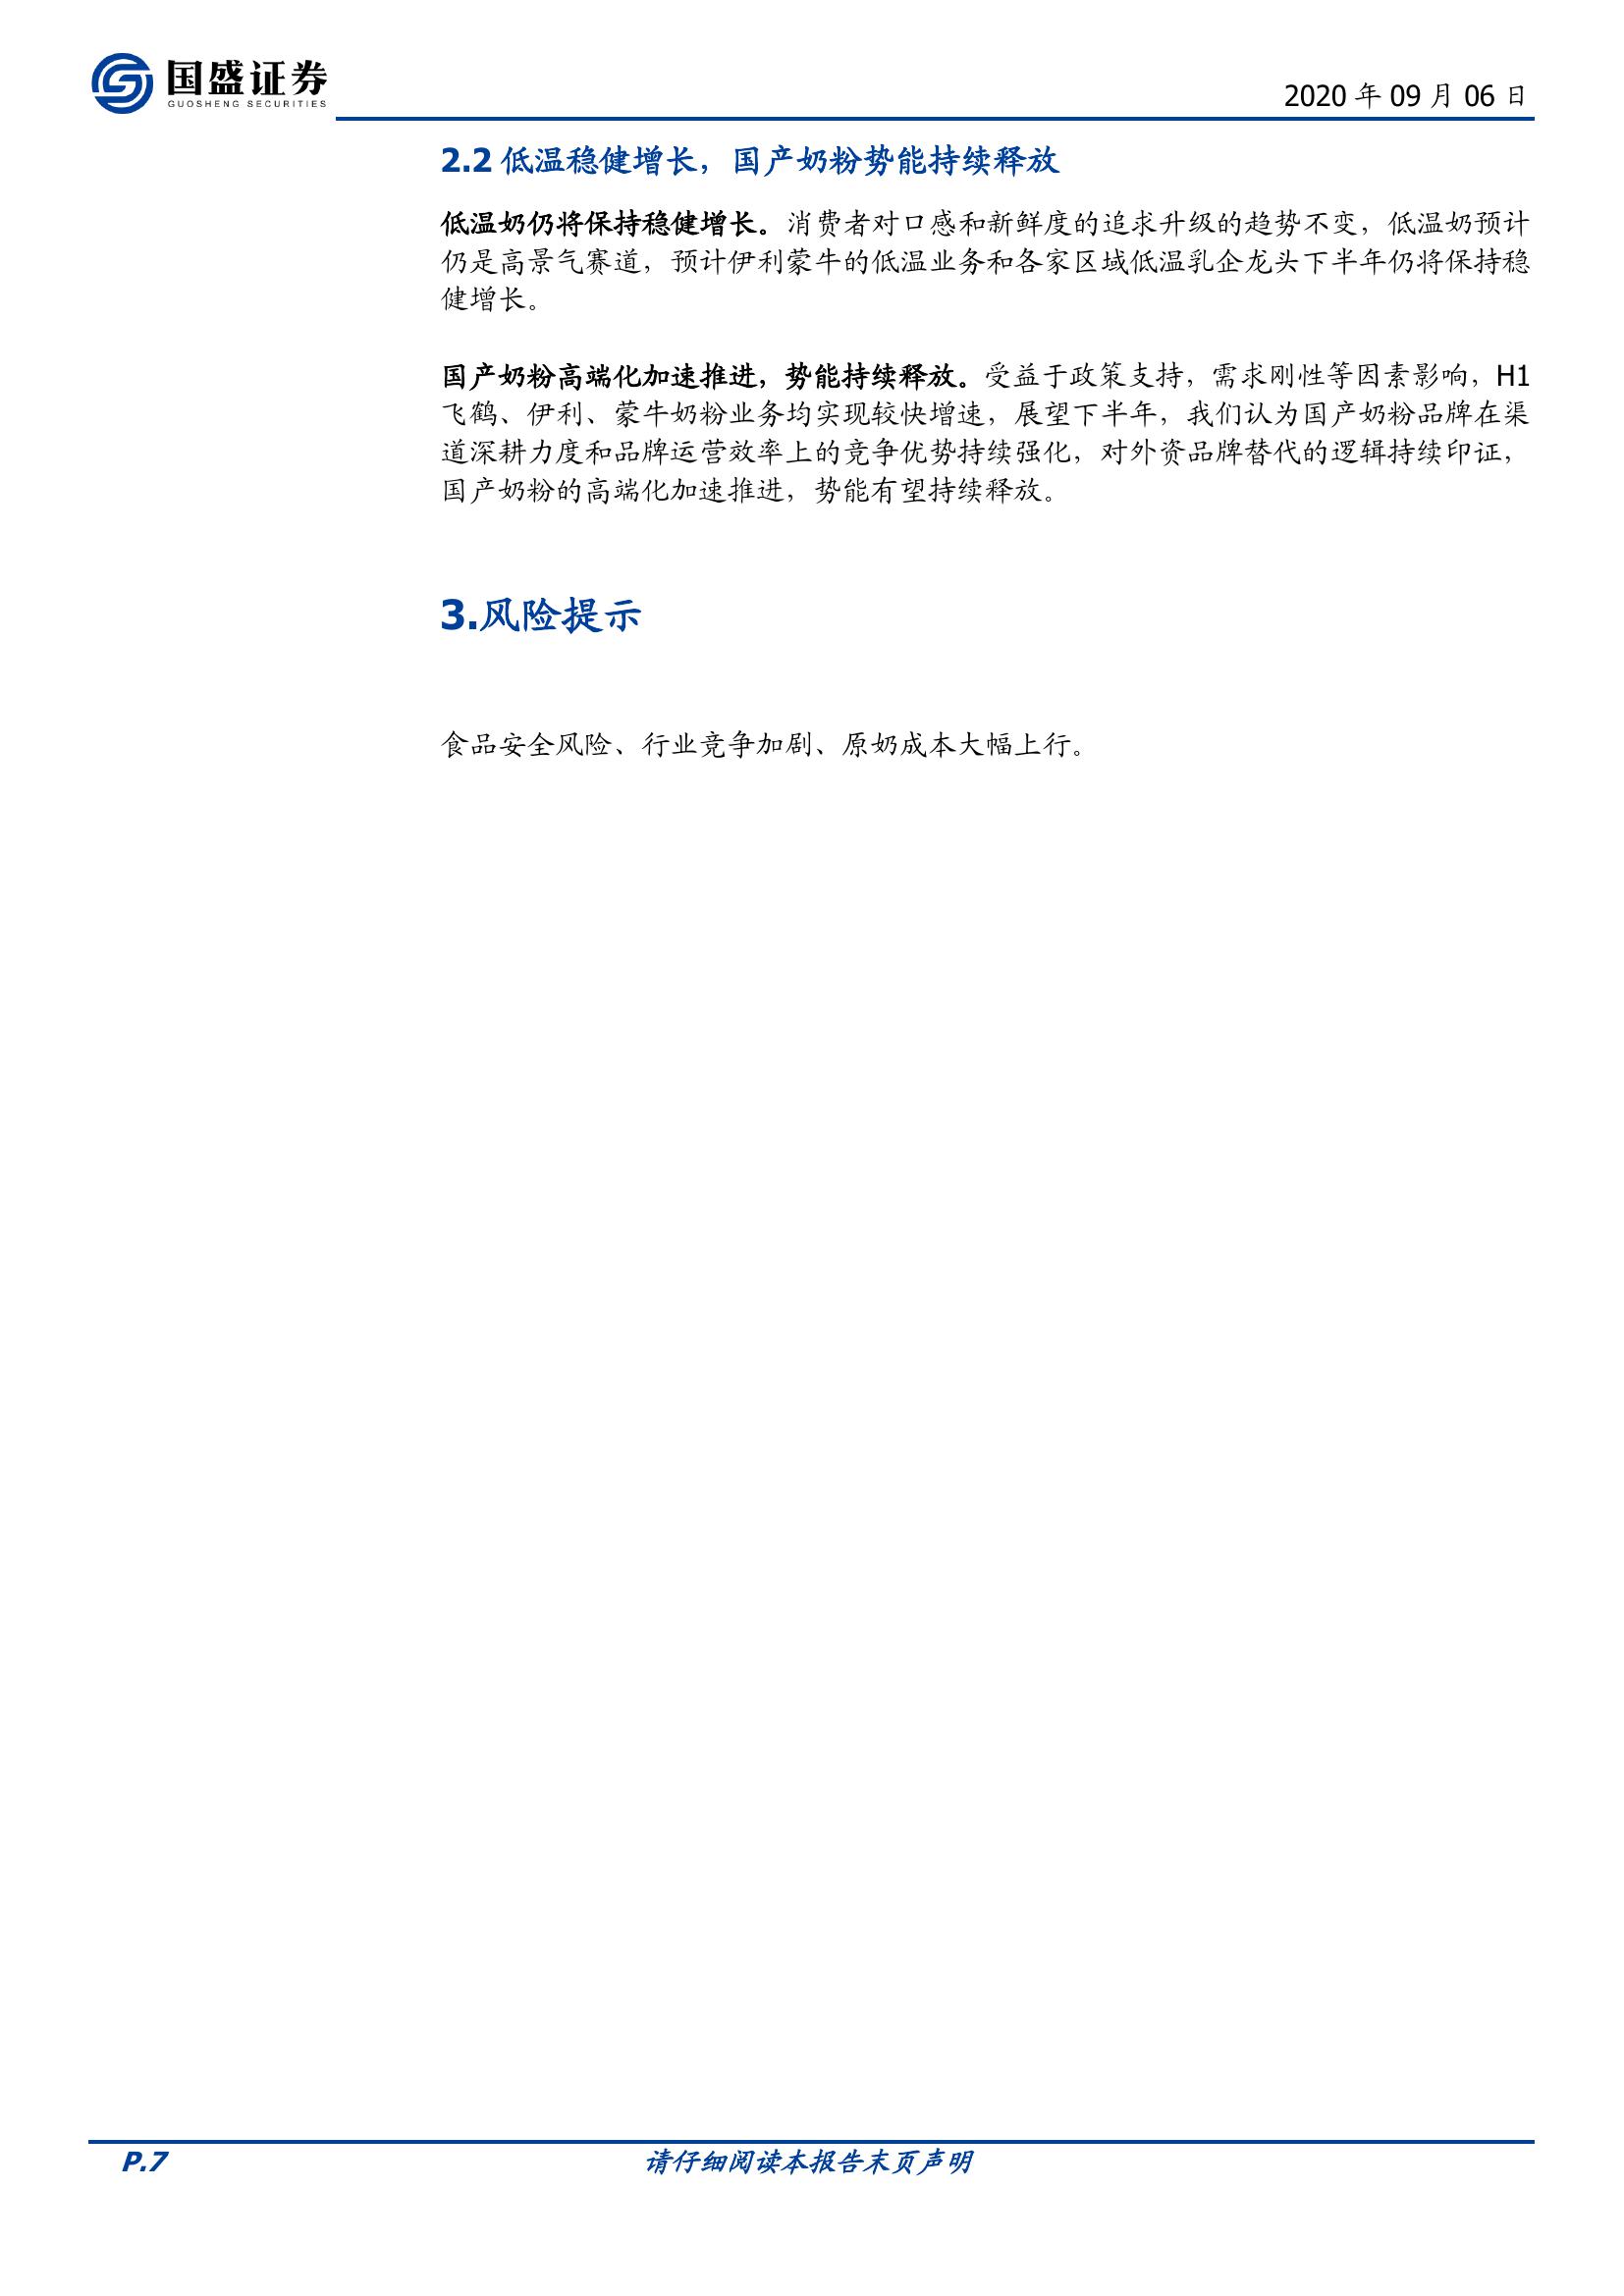 国盛证券
GUOSHENG SECURITIES
2020 年 09 月 06 日
2.2 低温稳健增长，国产奶粉势能持续释放
低温奶仍将保持稳健增长。消费者对口感和新鲜度的追求升级的趋势不变，低温奶预计
仍是高景气赛道，预计伊利蒙牛的低温业务和各家区域低温乳企龙头下半年仍将保持稳
健增长。
国产奶粉高端化加速推进，势能持续释放。受益于政策支持，需求刚性等因素影响，H1
飞鹤、伊利、蒙牛奶粉业务均实现较快增速，展望下半年，我们认为国产奶粉品牌在渠
道深耕力度和品牌运营效率上的竞争优势持续强化，对外资品牌替代的逻辑持续印证，
国产奶粉的高端化加速推进，势能有望持续释放。
3.风险提示
食品安全风险、行业竞争加剧、原奶成本大幅上行。
P.7
请仔细阅读本报告末页声明